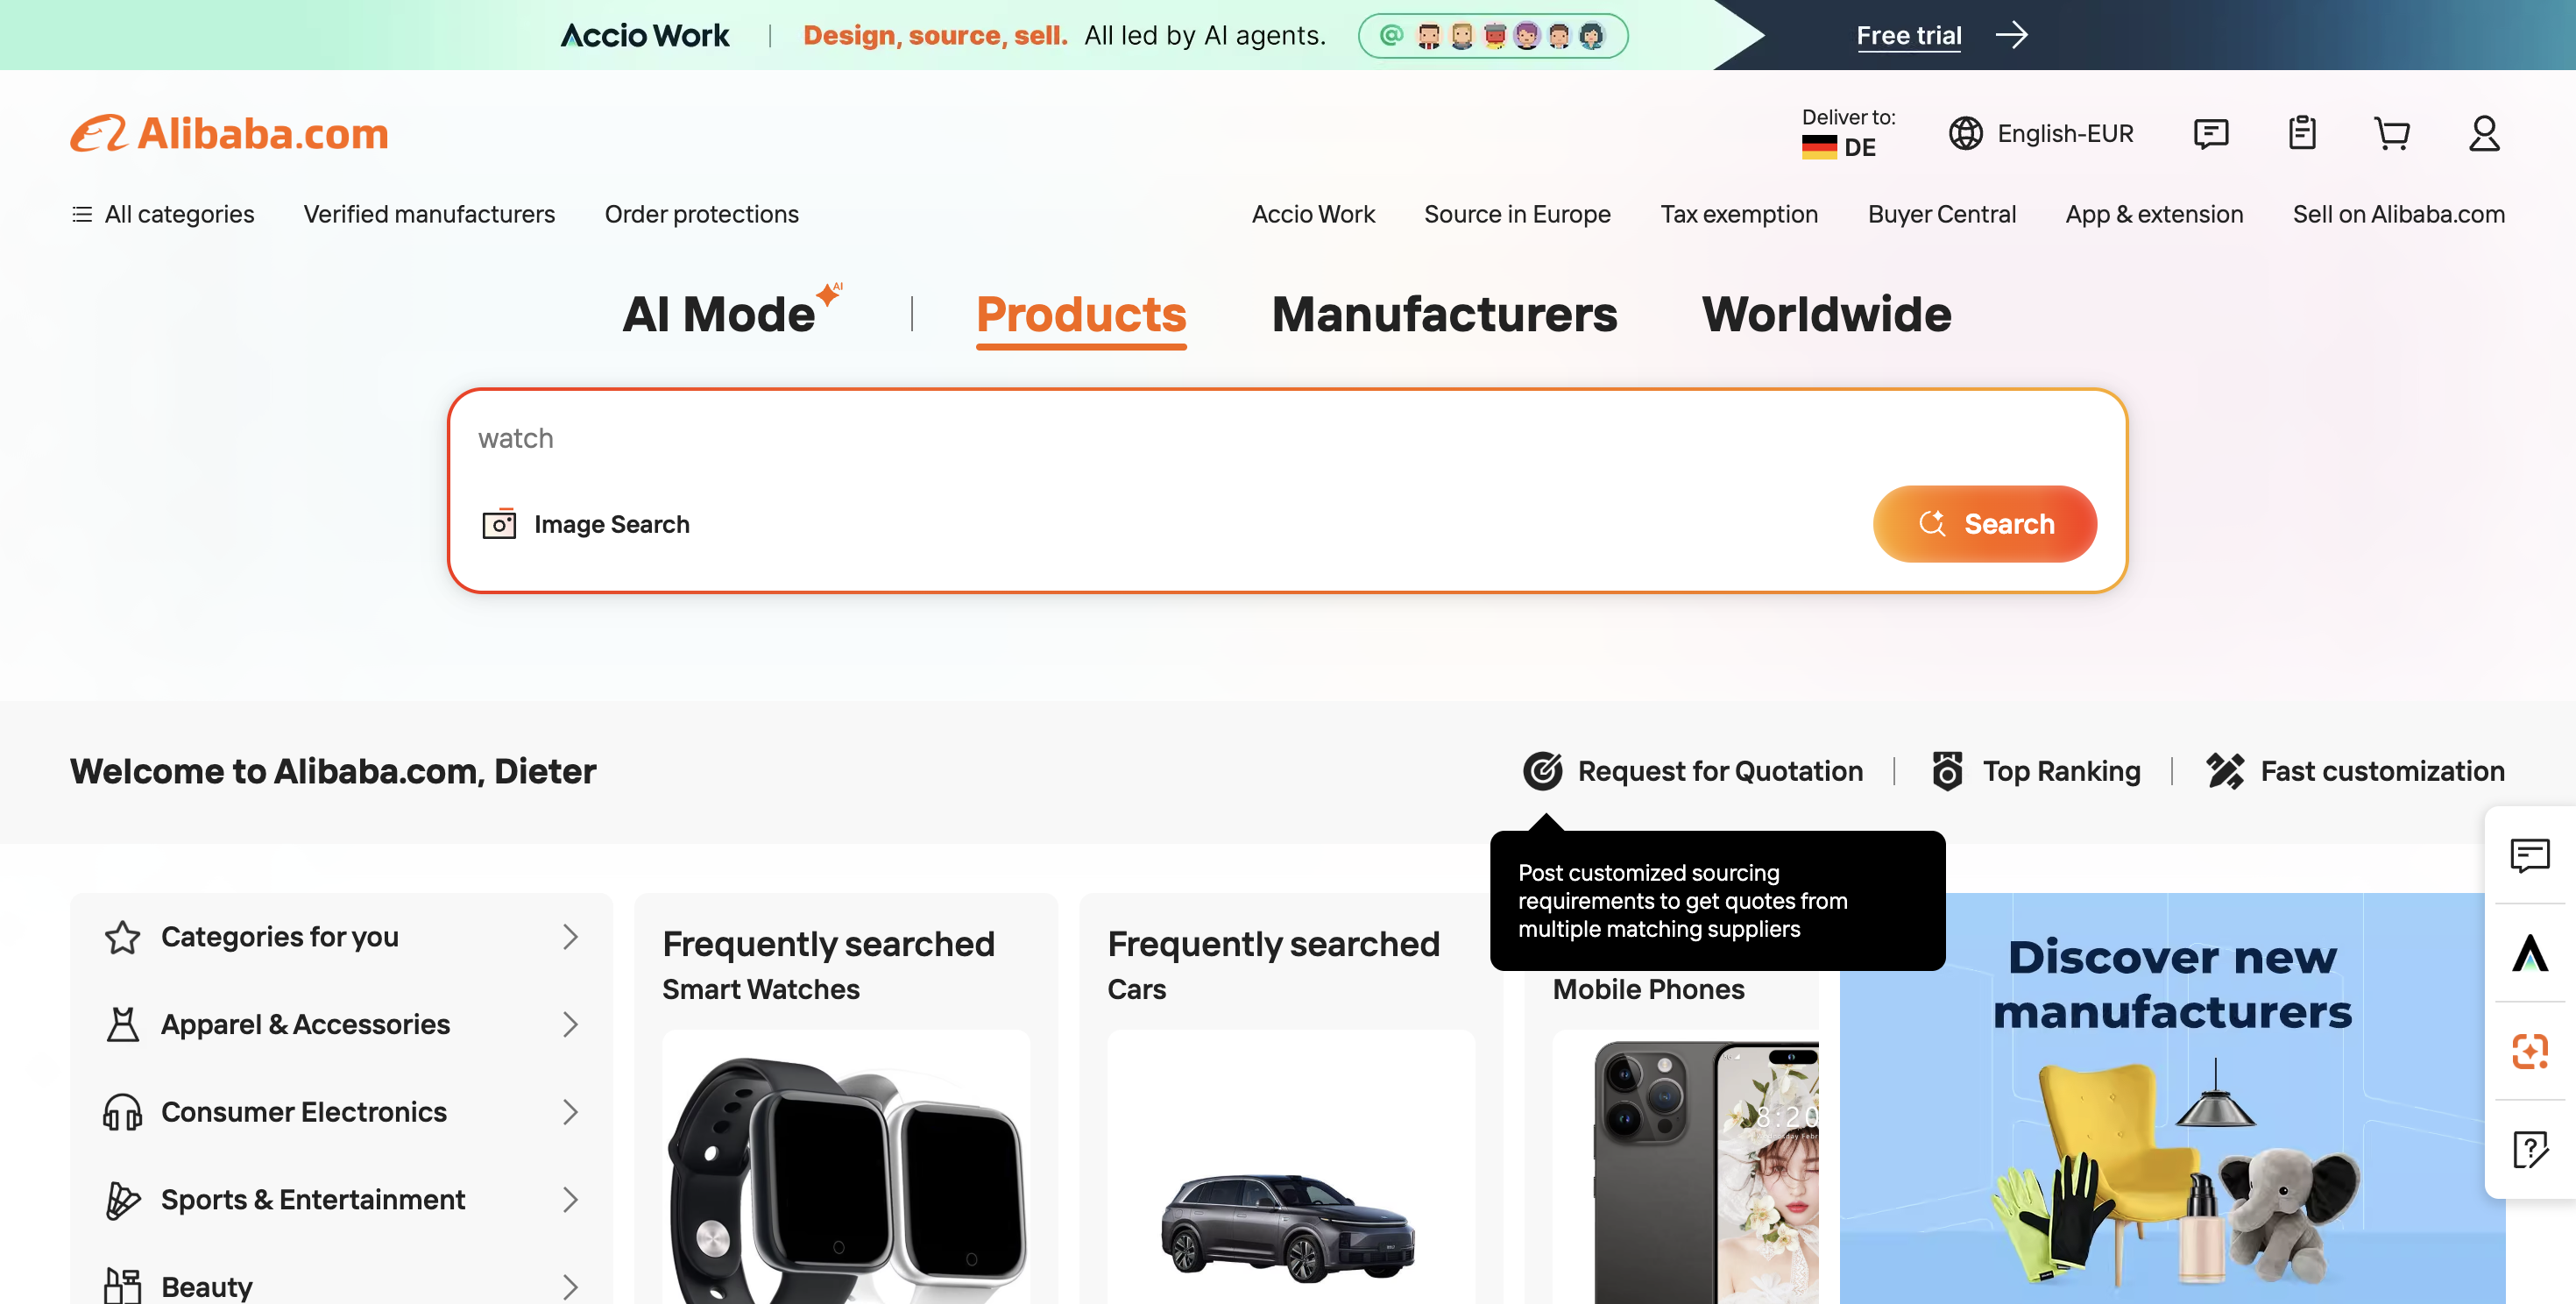 Accio Work
Design, source, sell. All led by AI agents.
@
Free trial
Alibaba.com
Deliver to:
DE
English-EUR
All categories
Verified manufacturers
Order protections
Accio Work
Source in Europe
Tax exemption
Buyer Central
App & extension
Sell on Alibaba.com
AI Mode AI
Products
Manufacturers
Worldwide
watch
Image Search
Search
Welcome to Alibaba.com, Dieter
Request for Quotation
Top Ranking
Fast customization
Post customized sourcing
requirements to get quotes from
multiple matching suppliers
Categories for you
Apparel & Accessories
Consumer Electronics
Sports & Entertainment
Beauty
Frequently searched
Smart Watches
Frequently searched
Cars
Mobile Phones
8:20
Discover new
manufacturers